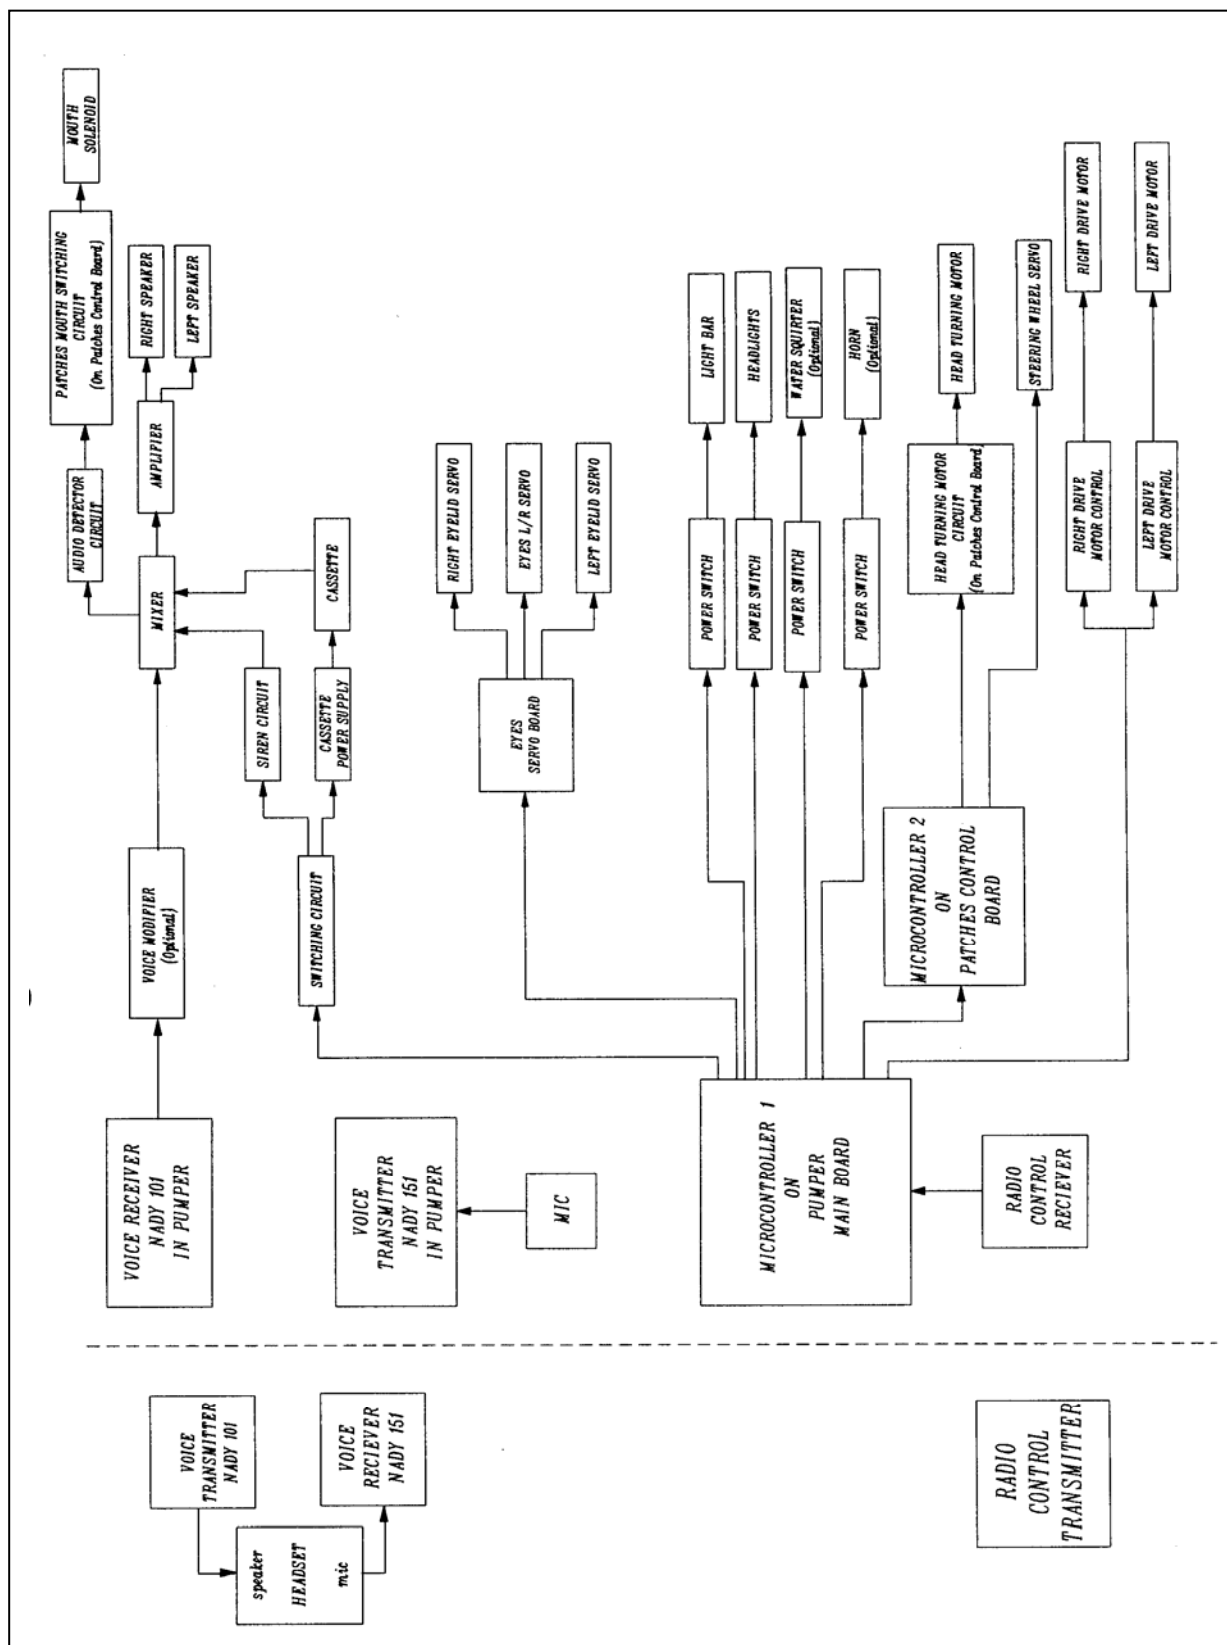 VOICE
TRANSMITTER
NADY 101
speaker
HEADSET
mic
VOICE
RECIEVER
NADY 151
RADIO
CONTROL
TRANSMITTER
VOICE RECEIVER
NADY 101
IN PUMPER
VOICE
TRANSMITTER
NADY 151
IN PUMPER
MIC
MICROCONTROLLER 1
ON
PUMPER
MAIN BOARD
RADIO
CONTROL
RECIEVER
VOICE MODIFIER
(Optional)
SWITCHING CIRCUIT
SIREN CIRCUIT
CASSETTE
POWER SUPPLY
CASSETTE
MIXER
AUDIO DETECTOR
CIRCUIT
AMPLIFIER
PATCHES MOUTH SWITCHING
CIRCUIT
(On Patches Control Board)
MOUTH
SOLENOID
RIGHT SPEAKER
LEFT SPEAKER
EYES
SERVO BOARD
RIGHT EYELID SERVO
EYES L/R SERVO
LEFT EYELID SERVO
POWER SWITCH
LIGHT BAR
POWER SWITCH
HEADLIGHTS
POWER SWITCH
WATER SQUIRTER
(Optional)
POWER SWITCH
HORN
(Optional)
MICROCONTROLLER 2
ON
PATCHES CONTROL
BOARD
HEAD TURNING MOTOR
CIRCUIT
(On Patches Control Board)
HEAD TURNING MOTOR
STEERING WHEEL SERVO
RIGHT DRIVE
MOTOR CONTROL
RIGHT DRIVE MOTOR
LEFT DRIVE
MOTOR CONTROL
LEFT DRIVE MOTOR